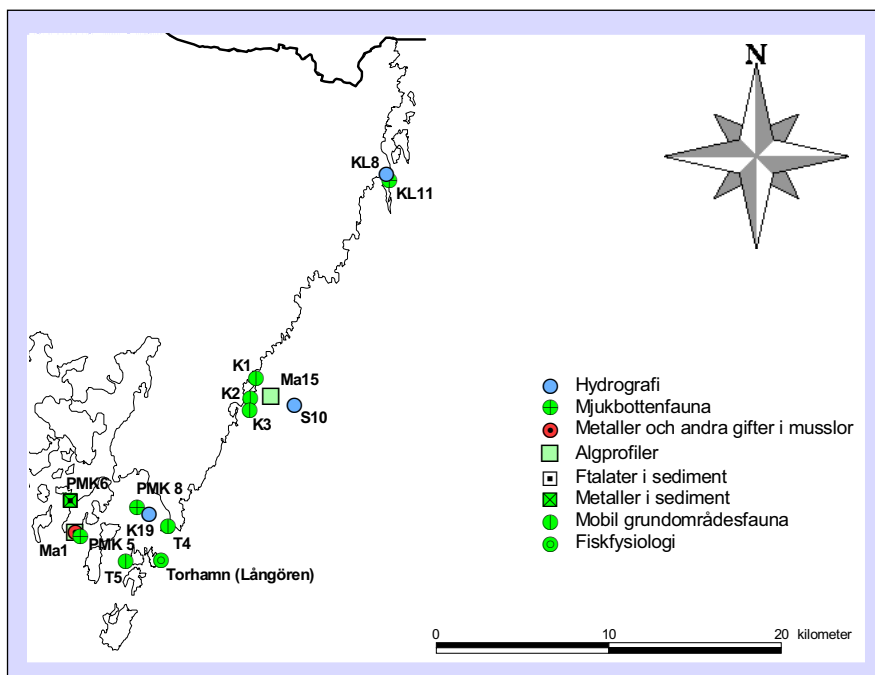 N
KL8
KL11
K1
K2
Ma15
K3
S10
PMK6
PMK 8
K19
T4
Ma1
PMK 5
T5
Torhamn (Långören)
Hydrografi
Mjukbottenfauna
Metaller och andra gifter i musslor
Algprofiler
Ftalater i sediment
Metaller i sediment
Mobil grundområdesfauna
Fiskfysiologi
0 10 20 kilometer